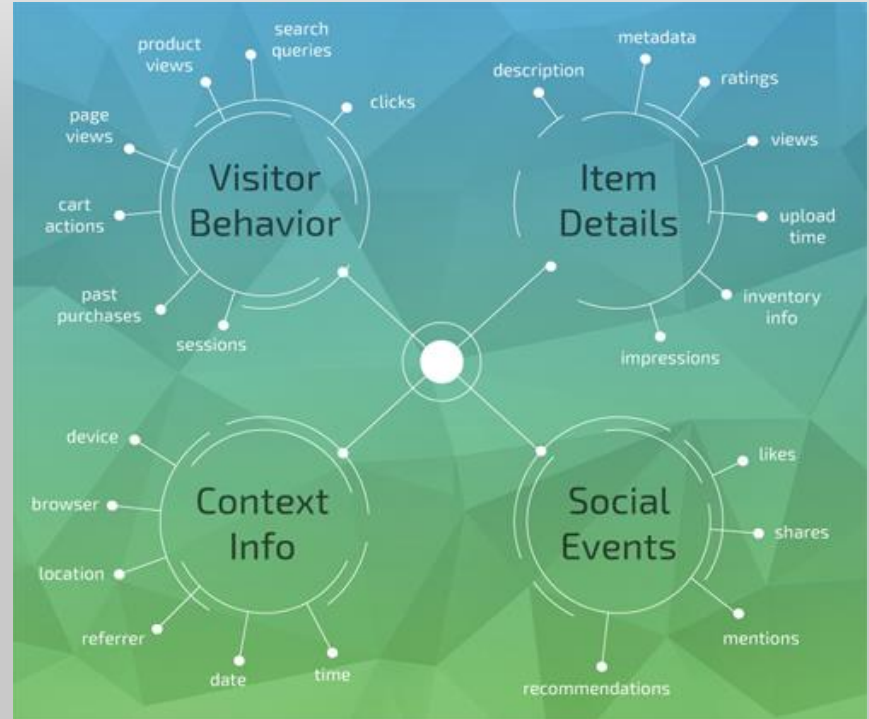 Visitor
Behavior
search
queries
product
views
page
views
cart
actions
past
purchases
sessions
clicks
Item
Details
description
metadata
ratings
views
upload
time
inventory
info
impressions
Context
Info
device
browser
location
referrer
date
time
Social
Events
likes
shares
mentions
recommendations